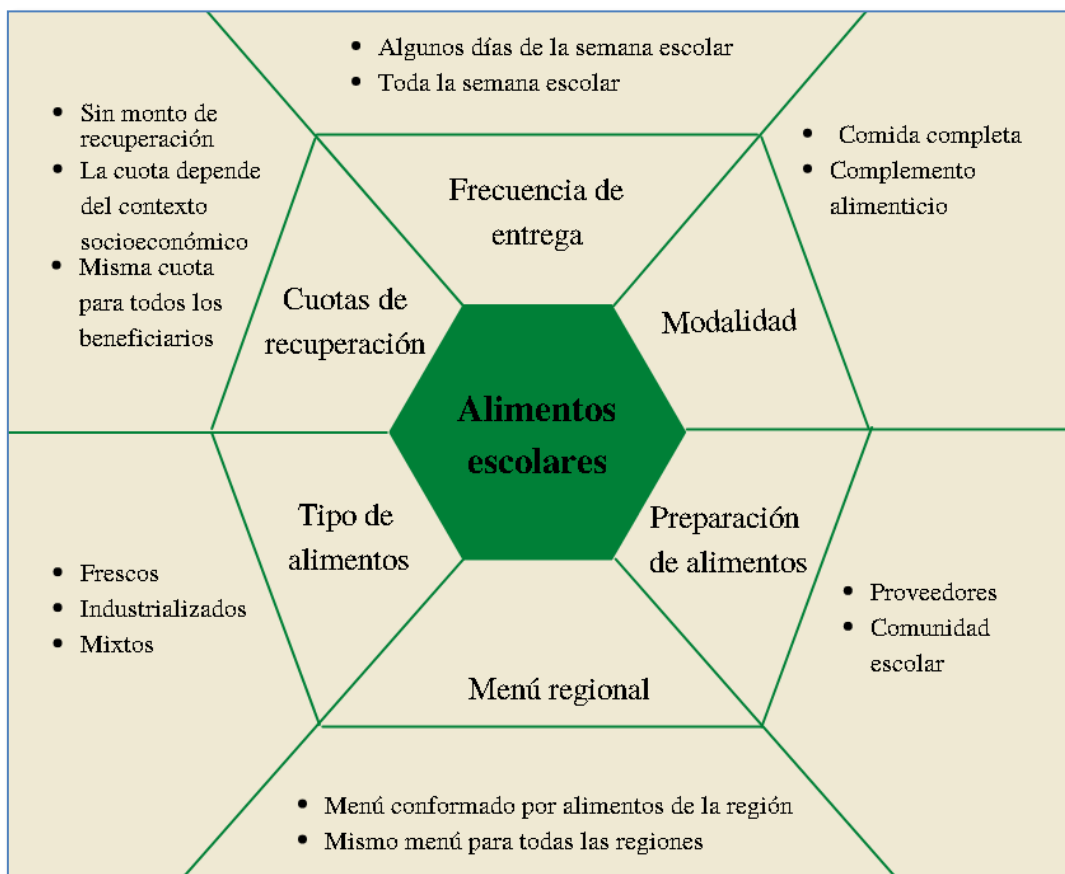 • Algunos días de la semana escolar
• Toda la semana escolar
• Sin monto de
recuperación
• La cuota depende
del contexto
socioeconómico
• Misma cuota
para todos los
beneficiarios
• Comida completa
• Complemento
alimenticio
Frecuencia de
entrega
Cuotas de
recuperación
Modalidad
Alimentos
escolares
Tipo de
alimentos
Preparación
de alimentos
• Frescos
• Industrializados
• Mixtos
• Proveedores
• Comunidad
escolar
Menú regional
• Menú conformado por alimentos de la región
• Mismo menú para todas las regiones